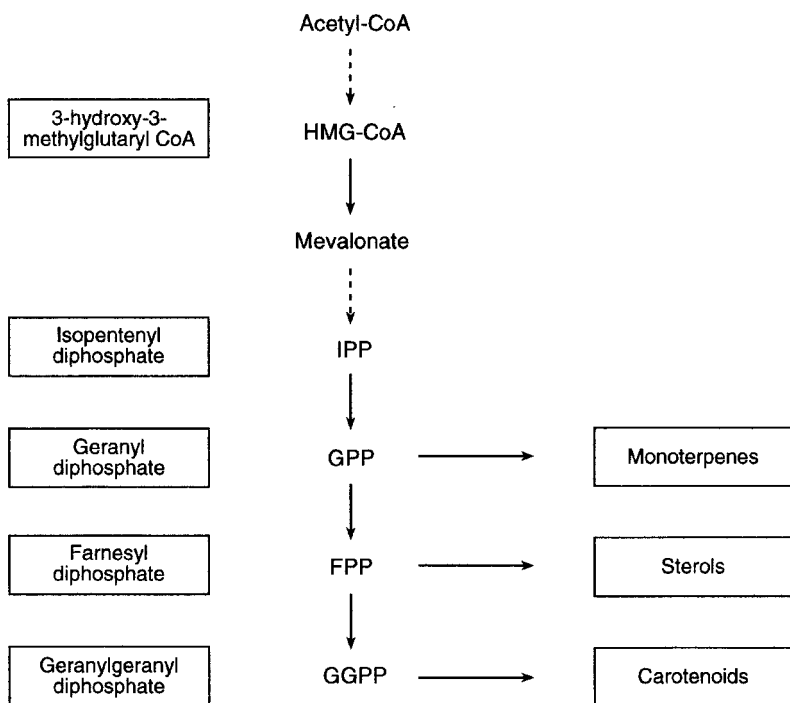 Acetyl-CoA
3-hydroxy-3-
methylglutaryl CoA
HMG-CoA
Mevalonate
Isopentenyl
diphosphate
IPP
Geranyl
diphosphate
GPP
Monoterpenes
Farnesyl
diphosphate
FPP
Sterols
Geranylgeranyl
diphosphate
GGPP
Carotenoids